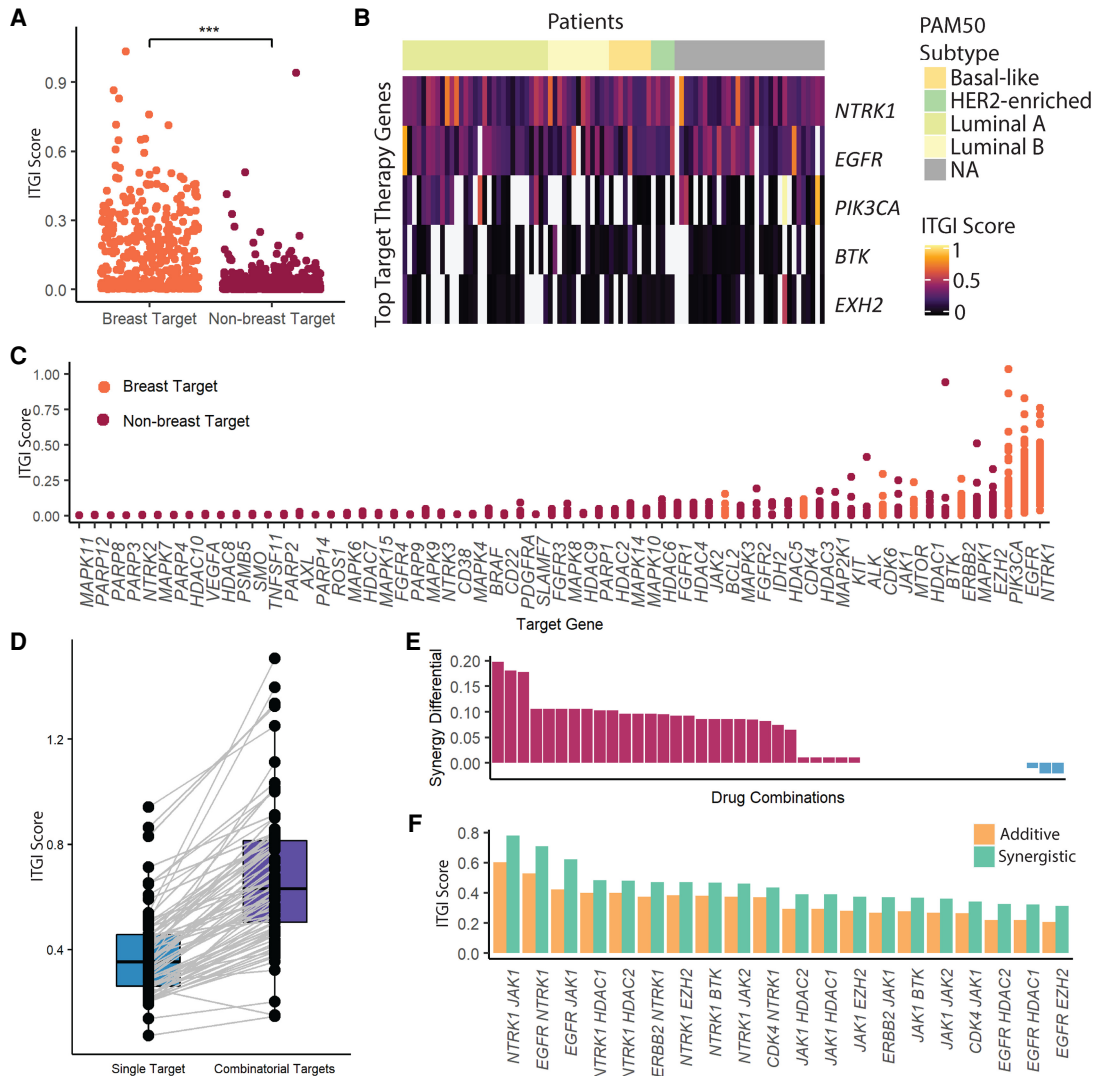 A
***
ITGI Score
0.9
0.6
0.3
0.0
Breast Target
Non-breast Target
B
Patients
Top Target Therapy Genes
NTRK1
EGFR
PIK3CA
BTK
EXH2
PAM50
Subtype
Basal-like
HER2-enriched
Luminal A
Luminal B
NA
ITGI Score
1
0.5
0
C
ITGI Score
1.00
0.75
0.50
0.25
0.00
Breast Target
Non-breast Target
MAPK11
PARP12
PARP8
PARP3
NTRK2
MAPK7
PARP4
HDAC10
VEGFA
HDAC8
PSMB5
SMO
TNFSF11
PARP2
AXL
PARP14
ROS1
MAPK6
HDAC7
MAPK15
FGFR4
PARP9
MAPK9
NTRK3
CD38
MAPK4
BRAF
CD22
PDGFRA
SLAMF7
FGFR3
MAPK8
HDAC9
PARP1
HDAC2
MAPK14
MAPK10
HDAC6
FGFR1
HDAC4
JAK2
BCL2
MAPK3
FGFR2
IDH2
HDAC5
CDK4
HDAC3
MAP2K1
KIT
ALK
CDK6
JAK1
MTOR
HDAC1
BTK
ERBB2
MAPK1
EZH2
PIK3CA
EGFR
NTRK1
Target Gene
D
ITGI Score
1.2
0.8
0.4
Single Target
Combinatorial Targets
E
Synergy Differential
0.20
0.15
0.10
0.05
0.00
Drug Combinations
F
ITGI Score
0.8
0.6
0.4
0.2
0.0
Additive
Synergistic
NTRK1 JAK1
EGFR NTRK1
EGFR JAK1
NTRK1 HDAC1
NTRK1 HDAC2
ERBB2 NTRK1
NTRK1 EZH2
NTRK1 BTK
NTRK1 JAK2
CDK4 NTRK1
JAK1 HDAC2
JAK1 HDAC1
JAK1 EZH2
ERBB2 JAK1
JAK1 BTK
JAK1 JAK2
CDK4 JAK1
EGFR HDAC2
EGFR HDAC1
EGFR EZH2